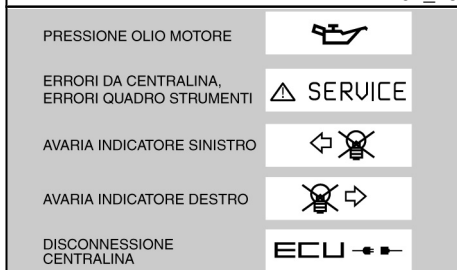 PRESSIONE OLIO MOTORE
ERRORI DA CENTRALINA,
ERRORI QUADRO STRUMENTI
SERVICE
AVARIA INDICATORE SINISTRO
AVARIA INDICATORE DESTRO
DISCONNESSIONE
CENTRALINA
ECU